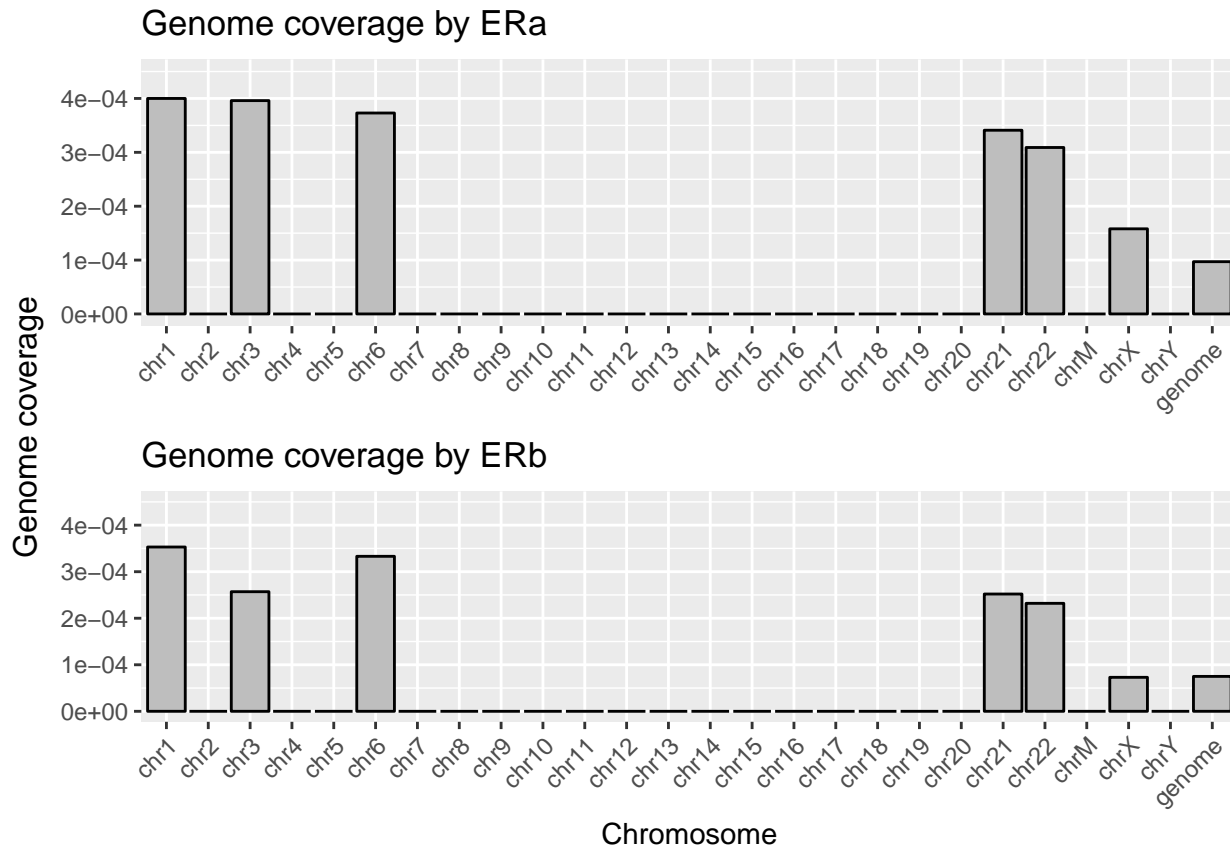 Genome coverage by ERa
4e−04
3e−04
2e−04
1e−04
0e+00
chr1 chr2 chr3 chr4 chr5 chr6 chr7 chr8 chr9 chr10 chr11 chr12 chr13 chr14 chr15 chr16 chr17 chr18 chr19 chr20 chr21 chr22 chrM chrX chrY genome
Genome coverage
Genome coverage by ERb
4e−04
3e−04
2e−04
1e−04
0e+00
chr1 chr2 chr3 chr4 chr5 chr6 chr7 chr8 chr9 chr10 chr11 chr12 chr13 chr14 chr15 chr16 chr17 chr18 chr19 chr20 chr21 chr22 chrM chrX chrY genome
Chromosome